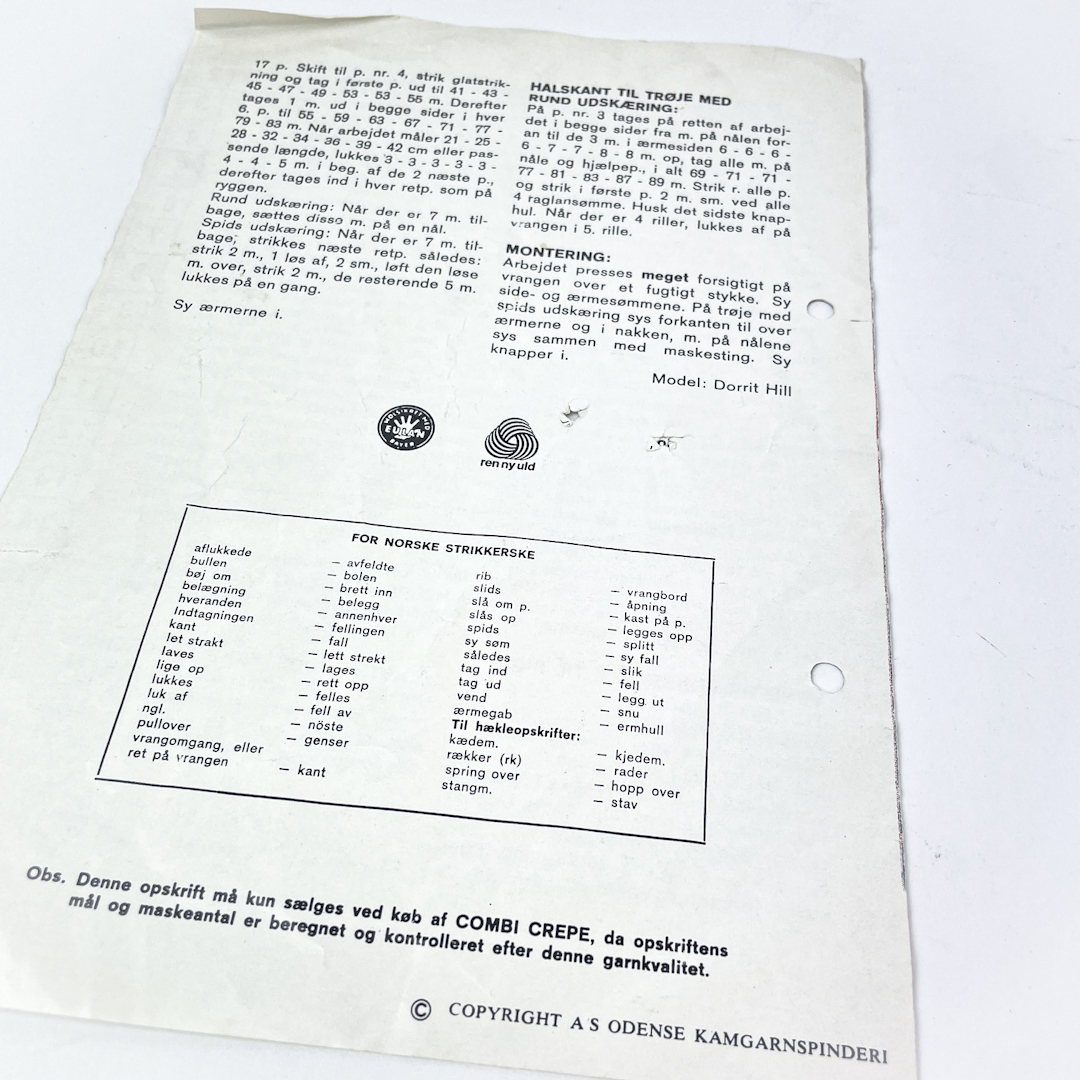 17 p. Skift til p. nr. 4, strik glatstrik-
ning og tag i første p. ud til 41 - 43 -
45 - 47 - 49 - 53 - 53 - 55 m. Derefter
tages 1 m. ud i begge sider i hver
6. p. til 55 - 59 - 63 - 67 - 71 - 77 -
79 - 83 m. Når arbejdet måler 21 - 25 -
28 - 32 - 34 - 36 - 39 - 42 cm eller pas-
sende længde, lukkes 3 - 3 - 3 - 3 - 3 -
4 - 4 - 5 m. i beg. af de 2 næste p.,
derefter tages ind i hver retp. som på
ryggen.
Rund udskæring: Når der er 7 m. til-
bage, sættes disse m. på en nål.
Spids udskæring: Når der er 7 m. til-
bage, strikkes næste retp. således:
strik 2 m., 1 løs af, 2 sm., løft den løse
m. over, strik 2 m., de resterende 5 m.
lukkes på en gang.
Sy ærmerne i.
HALSKANT TIL TRØJE MED
RUND UDSKÆRING:
På p. nr. 3 tages på retten af arbej-
det i begge sider fra m. på nålen for-
an til de 3 m. i ærmesiden 6 - 6 - 6 -
6 - 7 - 7 - 8 - 8 m. op, tag alle m. på
nåle og hjælpep., i alt 69 - 71 - 71 -
77 - 81 - 83 - 87 - 89 m. Strik r. alle p.
og strik i første p. 2 m. sm. ved alle
4 raglansømme. Husk det sidste knap-
hul. Når der er 4 riller, lukkes af på
vrangen i 5. rille.
MONTERING:
Arbejdet presses meget forsigtigt på
vrangen over et fugtigt stykke. Sy
side- og ærmesømmene. På trøje med
spids udskæring sys forkanten til over
ærmerne og i nakken, m. på nålene
sys sammen med maskesting. Sy
knapper i.
Model: Dorrit Hill
MOLSIKRET MED
EULAN
BAYER
ren ny uld
FOR NORSKE STRIKKERSKE
aflukkede – avfeldte
bullen – bolen
bøj om – brett inn
belægning – belegg
hveranden – annenhver
Indtagningen – fellingen
kant – fall
let strakt – lett strekt
laves – lages
lige op – rett opp
lukkes – felles
luk af – fell av
ngl. – nöste
pullover – genser
vrangomgang, eller
ret på vrangen – kant
rib – vrangbord
slids – åpning
slå om p. – kast på p.
slås op – legges opp
spids – splitt
sy søm – sy fall
således – slik
tag ind – fell
tag ud – legg ut
vend – snu
ærmegab – ermhull
Til hækleopskrifter:
kædem. – kjedem.
rækker (rk) – rader
spring over – hopp over
stangm. – stav
Obs. Denne opskrift må kun sælges ved køb af COMBI CREPE, da opskriftens
mål og maskeantal er beregnet og kontrolleret efter denne garnkvalitet.
© COPYRIGHT A/S ODENSE KAMGARNSPINDERI